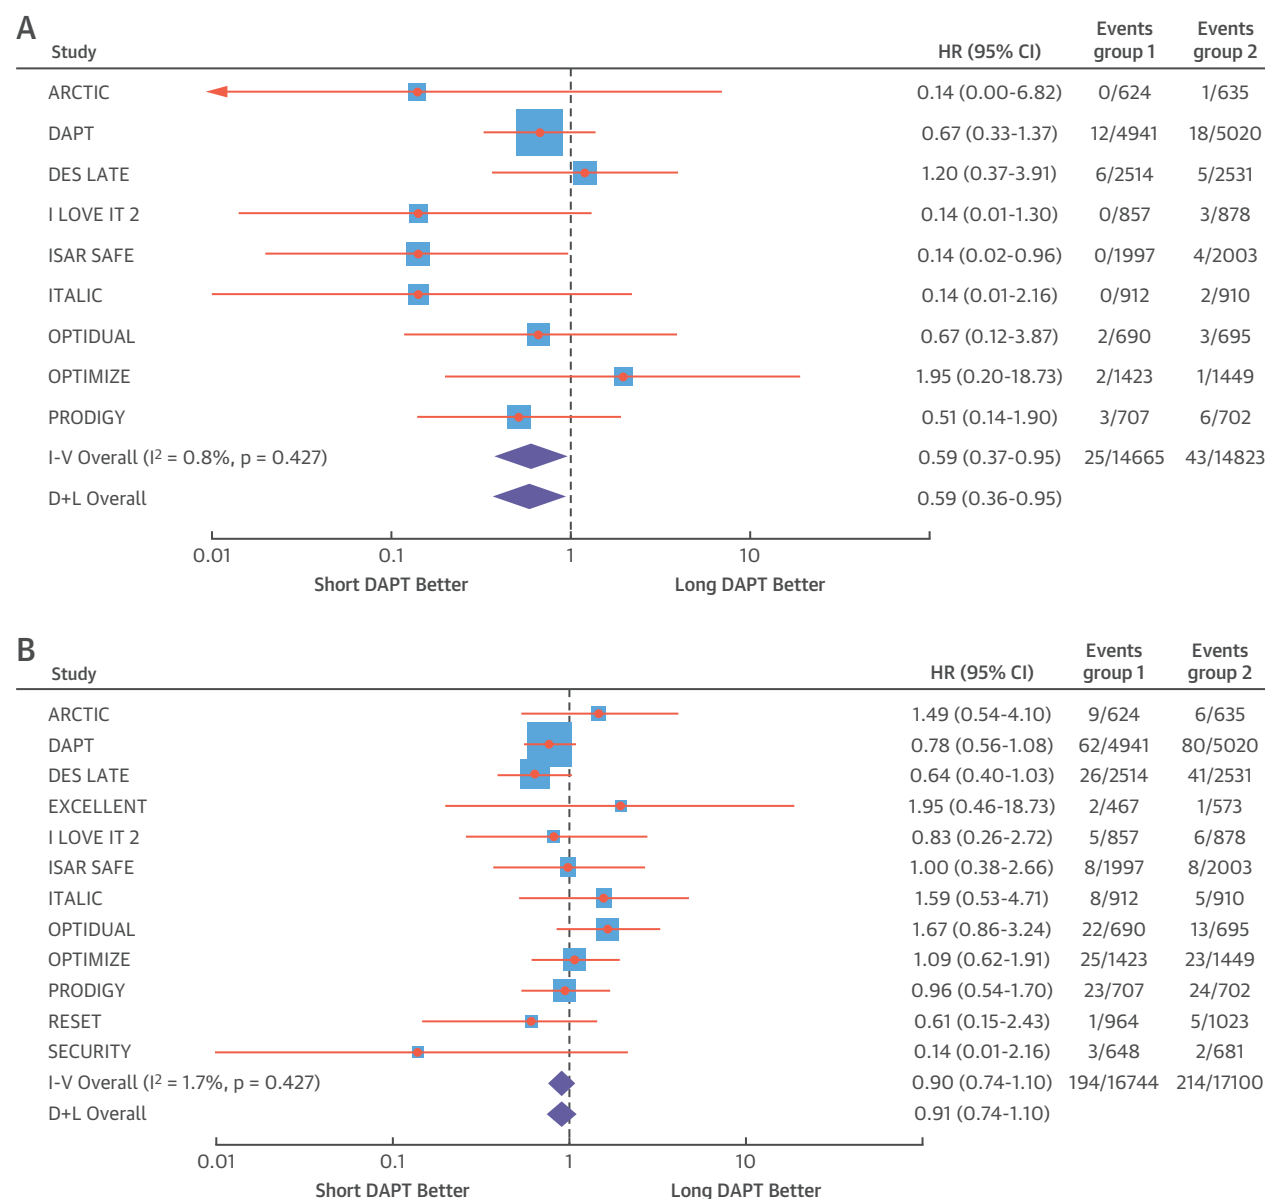 A
Study HR (95% CI) Events group 1 Events group 2
ARCTIC 0.14 (0.00-6.82) 0/624 1/635
DAPT 0.67 (0.33-1.37) 12/4941 18/5020
DES LATE 1.20 (0.37-3.91) 6/2514 5/2531
I LOVE IT 2 0.14 (0.01-1.30) 0/857 3/878
ISAR SAFE 0.14 (0.02-0.96) 0/1997 4/2003
ITALIC 0.14 (0.01-2.16) 0/912 2/910
OPTIDUAL 0.67 (0.12-3.87) 2/690 3/695
OPTIMIZE 1.95 (0.20-18.73) 2/1423 1/1449
PRODIGY 0.51 (0.14-1.90) 3/707 6/702
I-V Overall (I² = 0.8%, p = 0.427) 0.59 (0.37-0.95) 25/14665 43/14823
D+L Overall 0.59 (0.36-0.95)
0.01 0.1 1 10
Short DAPT Better Long DAPT Better
B
Study HR (95% CI) Events group 1 Events group 2
ARCTIC 1.49 (0.54-4.10) 9/624 6/635
DAPT 0.78 (0.56-1.08) 62/4941 80/5020
DES LATE 0.64 (0.40-1.03) 26/2514 41/2531
EXCELLENT 1.95 (0.46-18.73) 2/467 1/573
I LOVE IT 2 0.83 (0.26-2.72) 5/857 6/878
ISAR SAFE 1.00 (0.38-2.66) 8/1997 8/2003
ITALIC 1.59 (0.53-4.71) 8/912 5/910
OPTIDUAL 1.67 (0.86-3.24) 22/690 13/695
OPTIMIZE 1.09 (0.62-1.91) 25/1423 23/1449
PRODIGY 0.96 (0.54-1.70) 23/707 24/702
RESET 0.61 (0.15-2.43) 1/964 5/1023
SECURITY 0.14 (0.01-2.16) 3/648 2/681
I-V Overall (I² = 1.7%, p = 0.427) 0.90 (0.74-1.10) 194/16744 214/17100
D+L Overall 0.91 (0.74-1.10)
0.01 0.1 1 10
Short DAPT Better Long DAPT Better